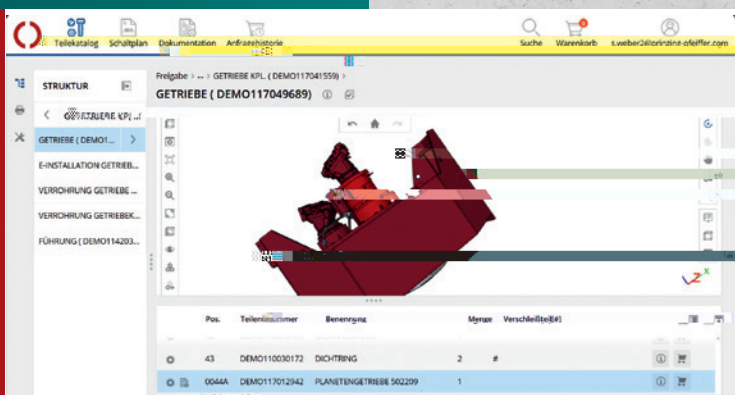 Teilekatalog Schaltplan Dokumentation Anfragehistorie
Suche Warenkorb
STRUKTUR
Freigabe > ... > GETRIEBE KPL. ( DEMO117041559) >
GETRIEBE ( DEMO117049689)
GETRIEBE ( DEMO1...
E-INSTALLATION GETRIEB...
VERROHRUNG GETRIEBE ...
VERROHRUNG GETRIEBEK...
FÜHRUNG ( DEMO114203...
Z X
Pos. Benennung Menge
43 DEMO110030172 DICHTRING 2 #
0044A DEMO117012942 PLANETENGETRIEBE 502209 1